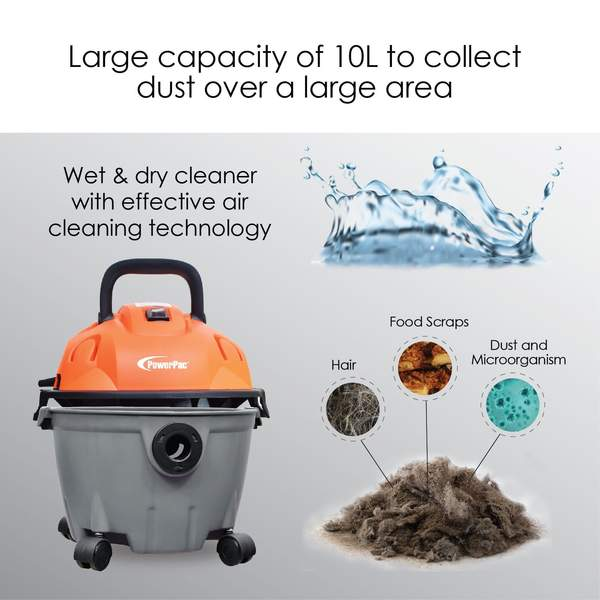 Large capacity of 10L to collect
dust over a large area
Wet & dry cleaner
with effective air
cleaning technology
PowerPac
Food Scraps
Hair
Dust and
Microorganism